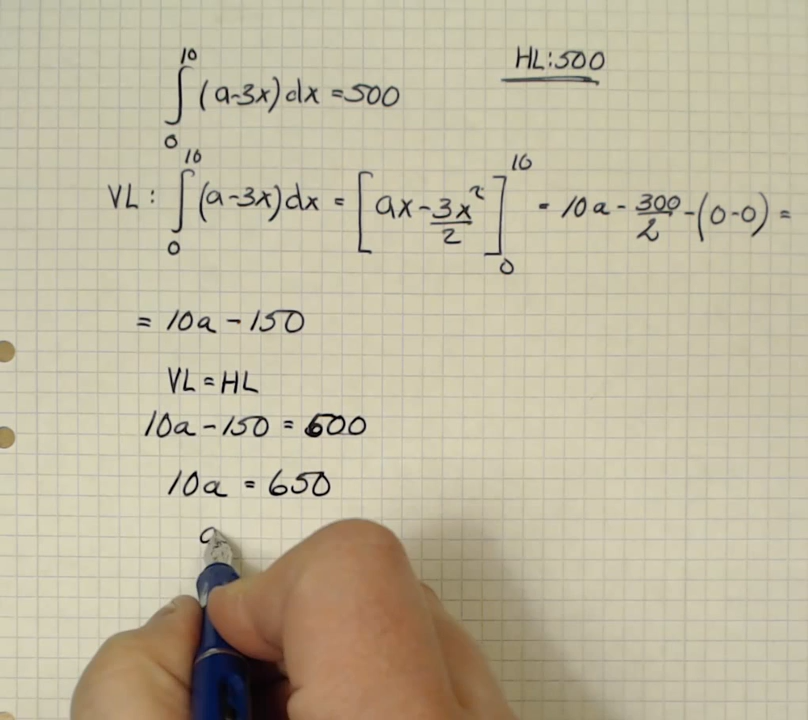 ∫₀¹⁰ (a-3x) dx = 500
HL: 500
VL: ∫₀¹⁰ (a-3x) dx = [ax - 3x²/2]₀¹⁰ = 10a - 300/2 - (0-0) =
= 10a - 150
VL = HL
10a - 150 = 500
10a = 650
a